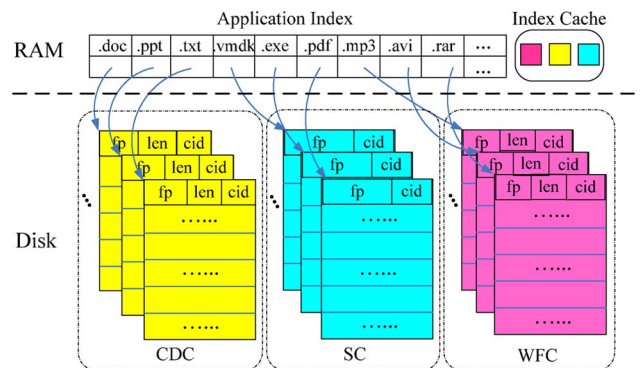 Application Index
Index Cache
RAM
.doc .ppt .txt .vmdk .exe .pdf .mp3 .avi .rar ...
...
fp len cid
fp len cid
fp len cid
......
......
......
fp cid
fp cid
fp cid
......
......
......
fp len cid
fp len cid
fp len cid
......
......
......
Disk
CDC
SC
WFC